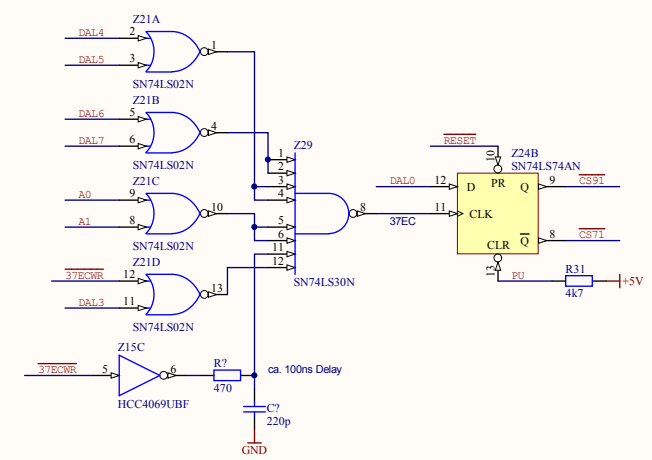 Z21A
DAL4 2 1
DAL5 3
SN74LS02N
Z21B
DAL6 5 4
DAL7 6
SN74LS02N
Z21C
A0 9 10
A1 8
SN74LS02N
Z21D
37ECWR 12 13
DAL3 11
SN74LS02N
Z29
1
2
3
4
5
6
11
12
8
SN74LS30N
37EC
RESET
Z24B
SN74LS74AN
10
PR
DAL0 12 D Q 9 CS91
11 CLK
Q 8 CS71
CLR
13
PU
R31
4k7
+5V
Z15C
37ECWR 5 6
HCC4069UBF
R?
470
ca. 100ns Delay
C?
220p
GND